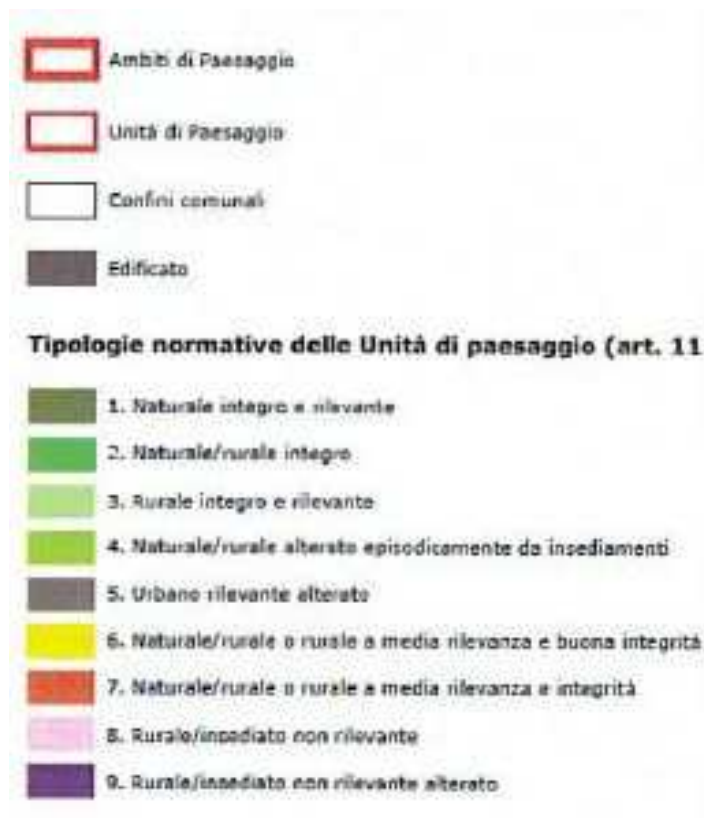 Ambiti di Paesaggio
Unità di Paesaggio
Confini comunali
Edificato
Tipologie normative delle Unità di paesaggio (art. 11
1. Naturale integro e rilevante
2. Naturale/rurale integro
3. Rurale integro e rilevante
4. Naturale/rurale alterato episodicamente da insediamenti
5. Urbano rilevante alterato
6. Naturale/rurale o rurale a media rilevanza e buona integrità
7. Naturale/rurale o rurale a media rilevanza e integrità
8. Rurale/insediato non rilevante
9. Rurale/insediato non rilevante alterato